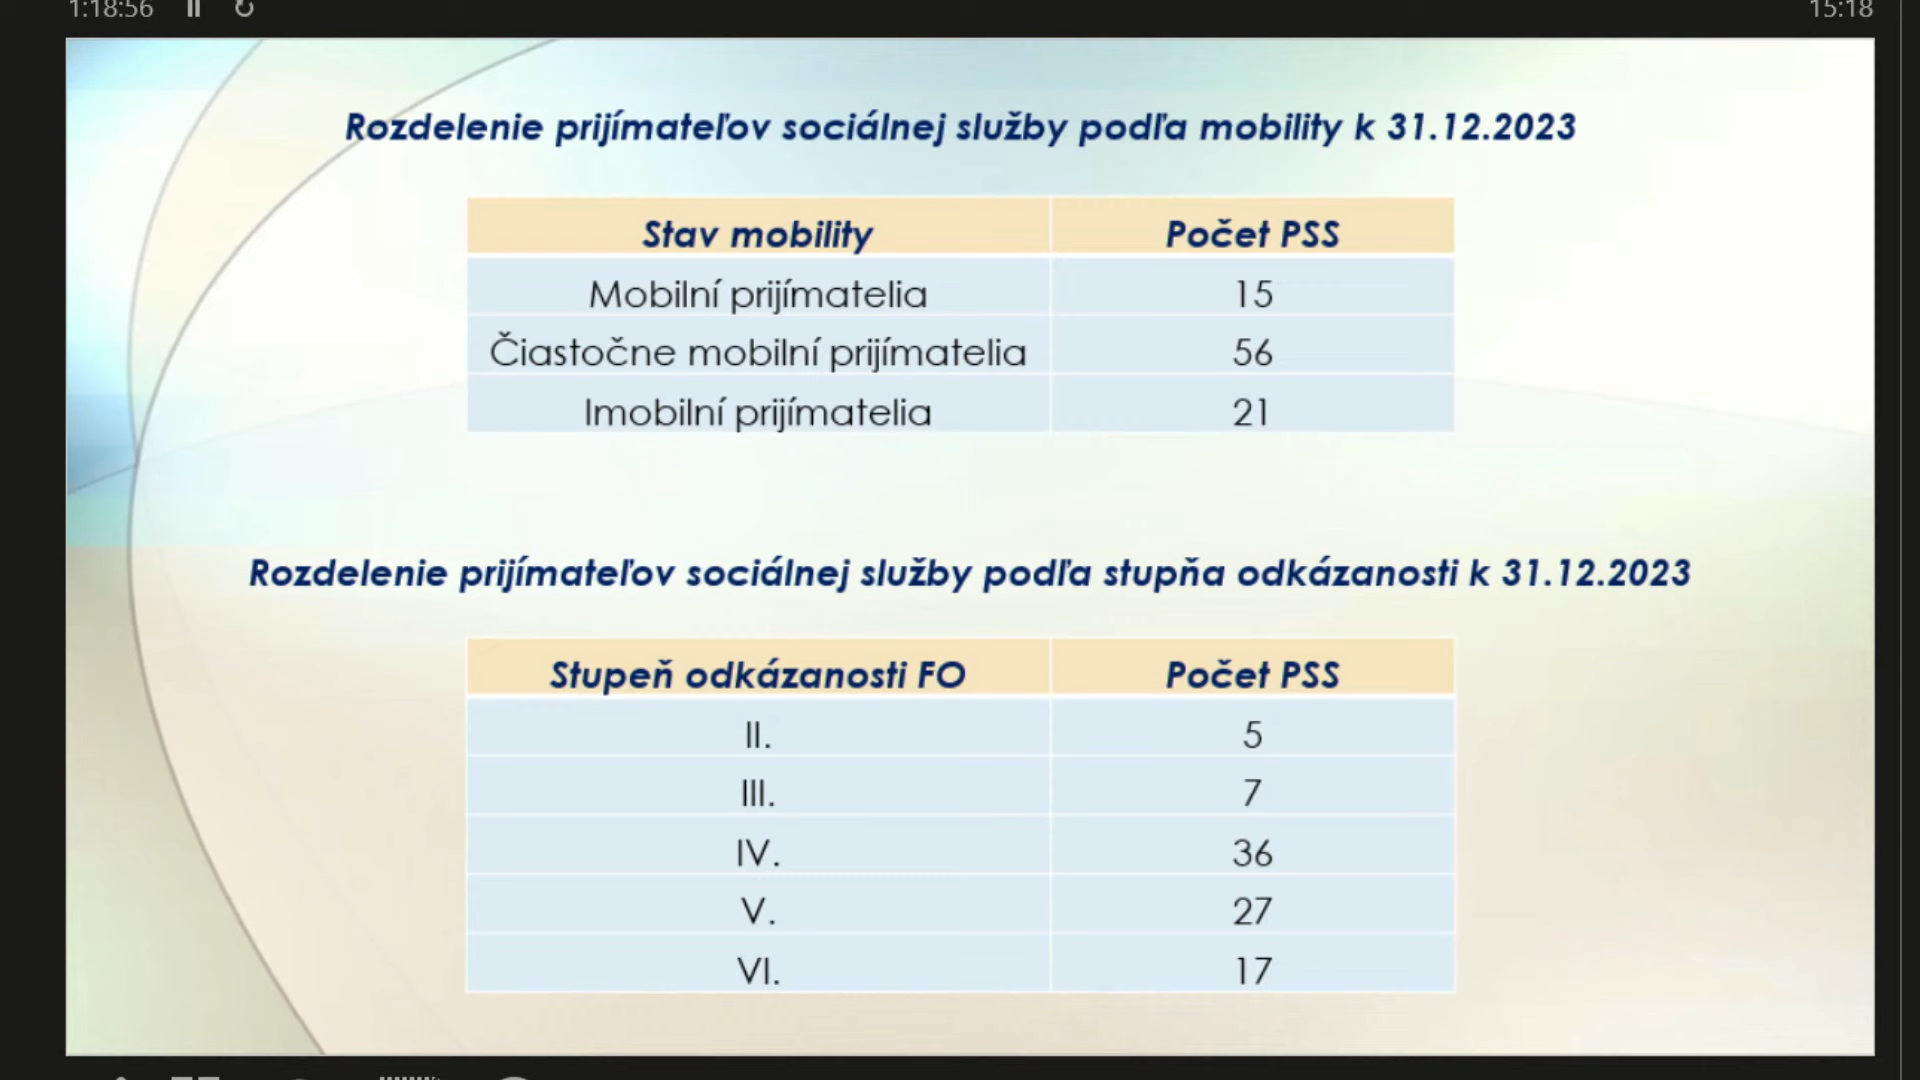 1:18:56
15:18
Rozdelenie prijímateľov sociálnej služby podľa mobility k 31.12.2023
Stav mobility Počet PSS
Mobilní prijímatelia 15
Čiastočne mobilní prijímatelia 56
Imobilní prijímatelia 21
Rozdelenie prijímateľov sociálnej služby podľa stupňa odkázanosti k 31.12.2023
Stupeň odkázanosti FO Počet PSS
II. 5
III. 7
IV. 36
V. 27
VI. 17